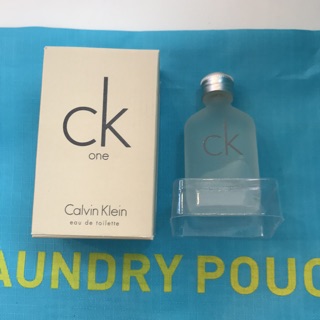 ck
one
Calvin Klein
eau de toilette
ck
AUNDRY POUC